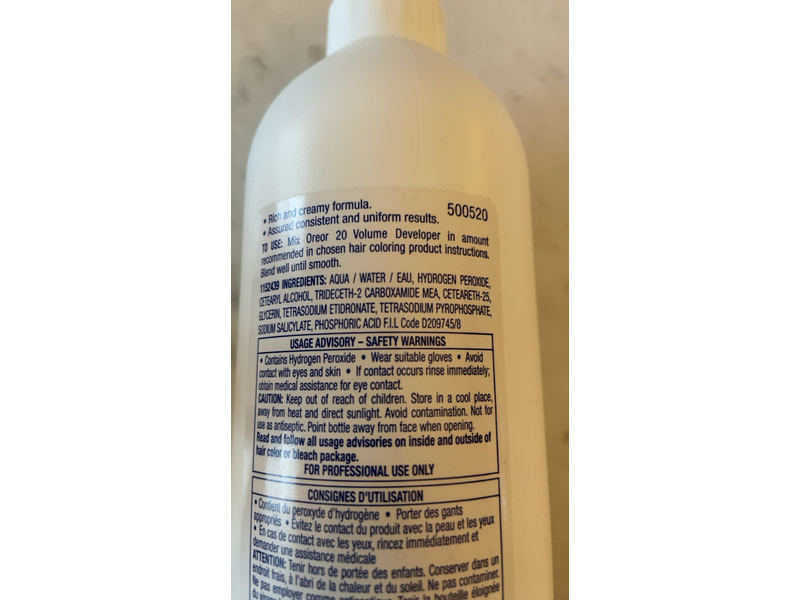 • Rich and creamy formula.
• Assured consistent and uniform results. 500520
TO USE: Mix Oreor 20 Volume Developer in amount
recommended in chosen hair coloring product instructions.
Blend well until smooth.
1152439 INGREDIENTS: AQUA / WATER / EAU, HYDROGEN PEROXIDE,
CETEARYL ALCOHOL, TRIDECETH-2 CARBOXAMIDE MEA, CETEARETH-25,
GLYCERIN, TETRASODIUM ETIDRONATE, TETRASODIUM PYROPHOSPHATE,
SODIUM SALICYLATE, PHOSPHORIC ACID F.I.L Code D209745/8
USAGE ADVISORY – SAFETY WARNINGS
• Contains Hydrogen Peroxide • Wear suitable gloves • Avoid
contact with eyes and skin • If contact occurs rinse immediately;
obtain medical assistance for eye contact.
CAUTION: Keep out of reach of children. Store in a cool place,
away from heat and direct sunlight. Avoid contamination. Not for
use as antiseptic. Point bottle away from face when opening.
Read and follow all usage advisories on inside and outside of
hair color or bleach package.
FOR PROFESSIONAL USE ONLY
CONSIGNES D'UTILISATION
• Contient du peroxyde d'hydrogène • Porter des gants
appropriés • Évitez le contact du produit avec la peau et les yeux
• En cas de contact avec les yeux, rincez immédiatement et
demander une assistance médicale
ATTENTION: Tenir hors de portée des enfants. Conserver dans un
endroit frais, à l'abri de la chaleur et du soleil. Ne pas contaminer.
Ne pas employer comme antiseptique. Tenir la bouteille éloignée